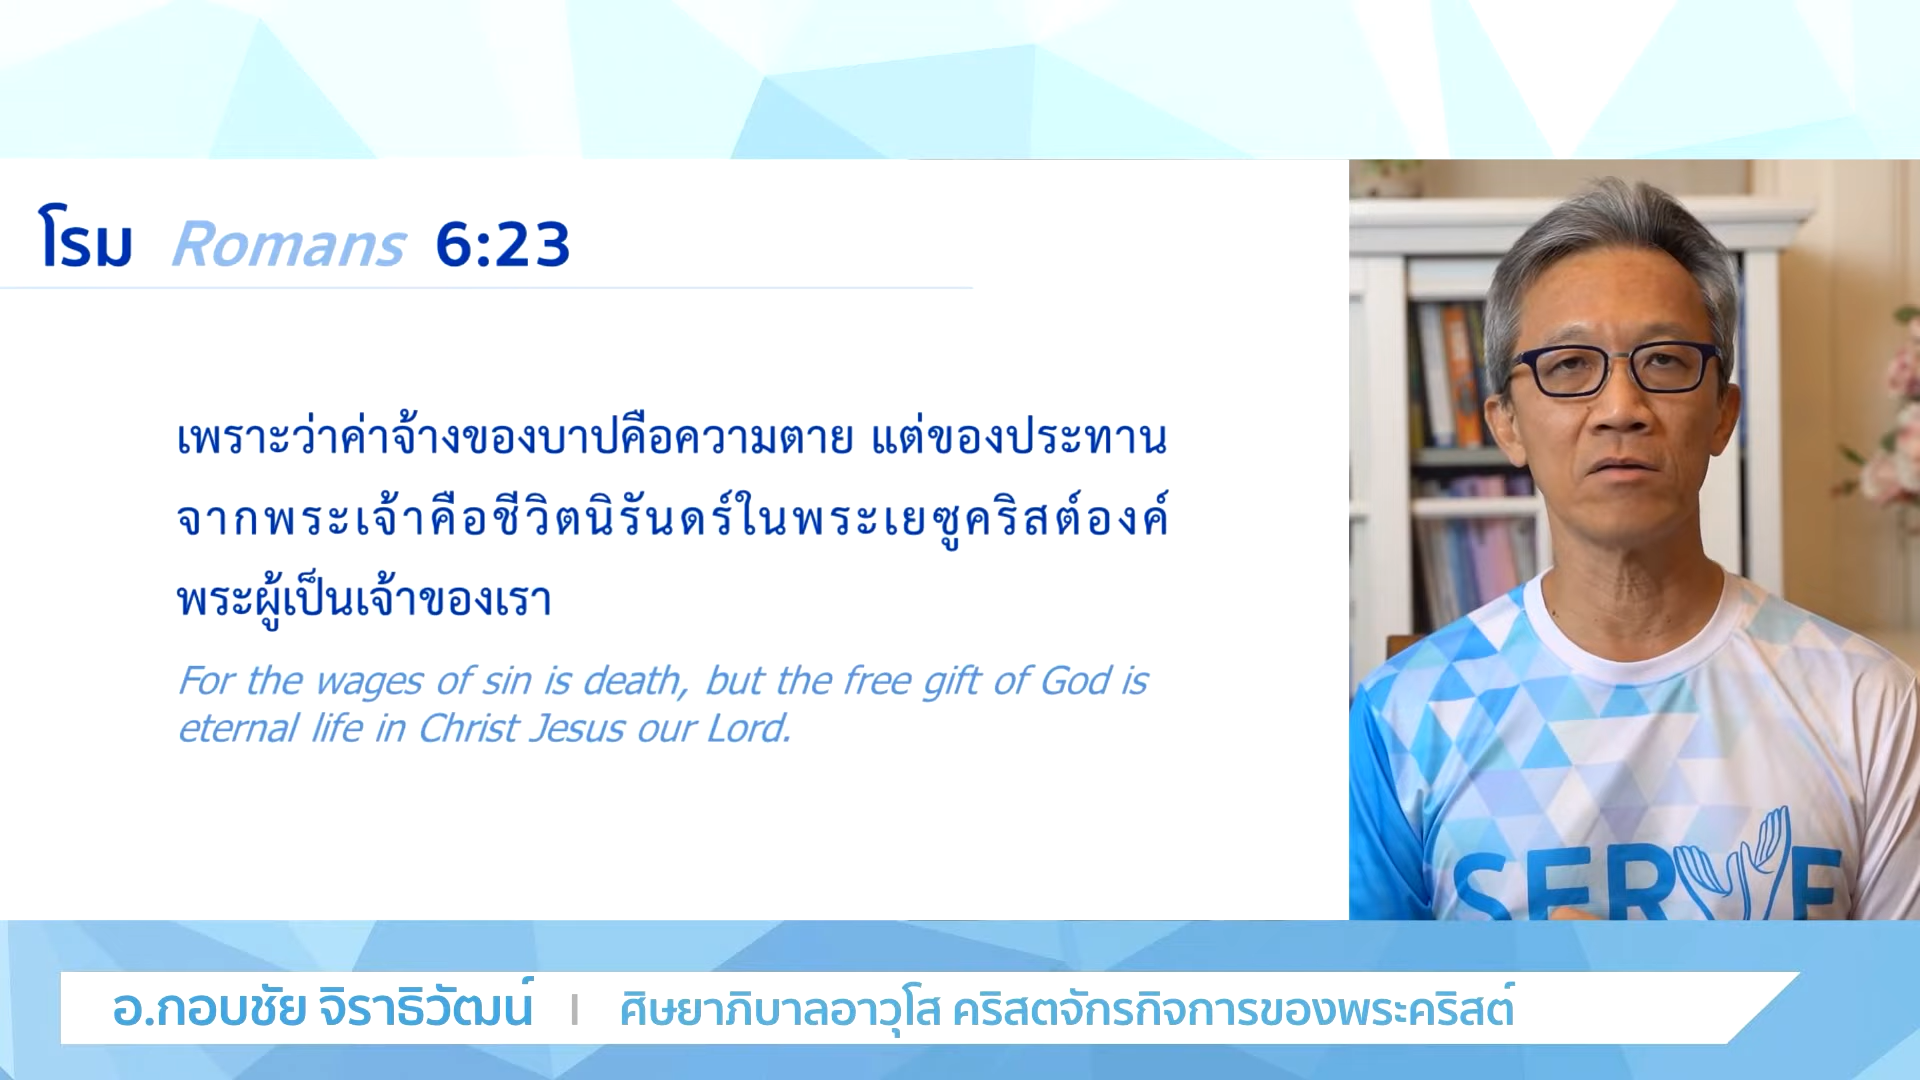 โรม Romans 6:23
เพราะว่าค่าจ้างของบาปคือความตาย แต่ของประทาน
จากพระเจ้าคือชีวิตนิรันดร์ในพระเยซูคริสต์องค์
พระผู้เป็นเจ้าของเรา
For the wages of sin is death, but the free gift of God is
eternal life in Christ Jesus our Lord.
SERVE
อ.กอบชัย จิราธิวัฒน์ | ศิษยาภิบาลอาวุโส คริสตจักรกิจการของพระคริสต์